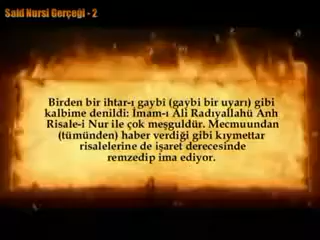 Said Nursi Gerçeği - 2
Birden bir ihtar-ı gaybî (gaybi bir uyarı) gibi
kalbime denildi: İmam-ı Ali Radıyallahü Anh
Risale-i Nur ile çok meşguldür. Mecmuundan
(tümünden) haber verdiği gibi kıymettar
risalelerine de işaret derecesinde
remzedip ima ediyor.